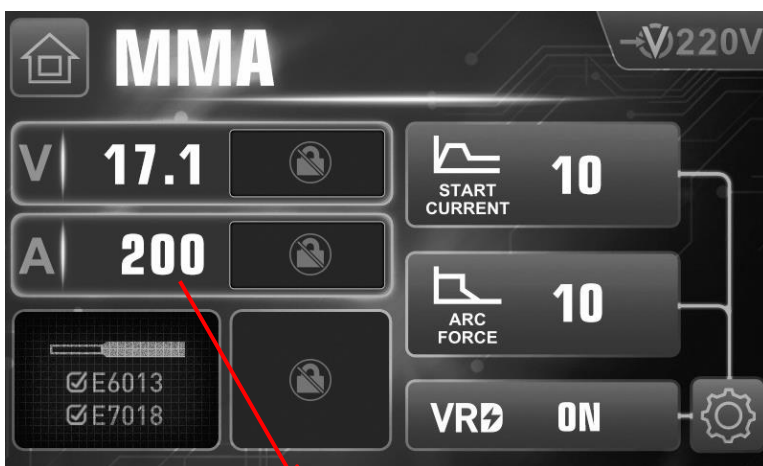 MMA
220V
V 17.1
A 200
E6013
E7018
START
CURRENT
10
ARC
FORCE
10
VRD ON